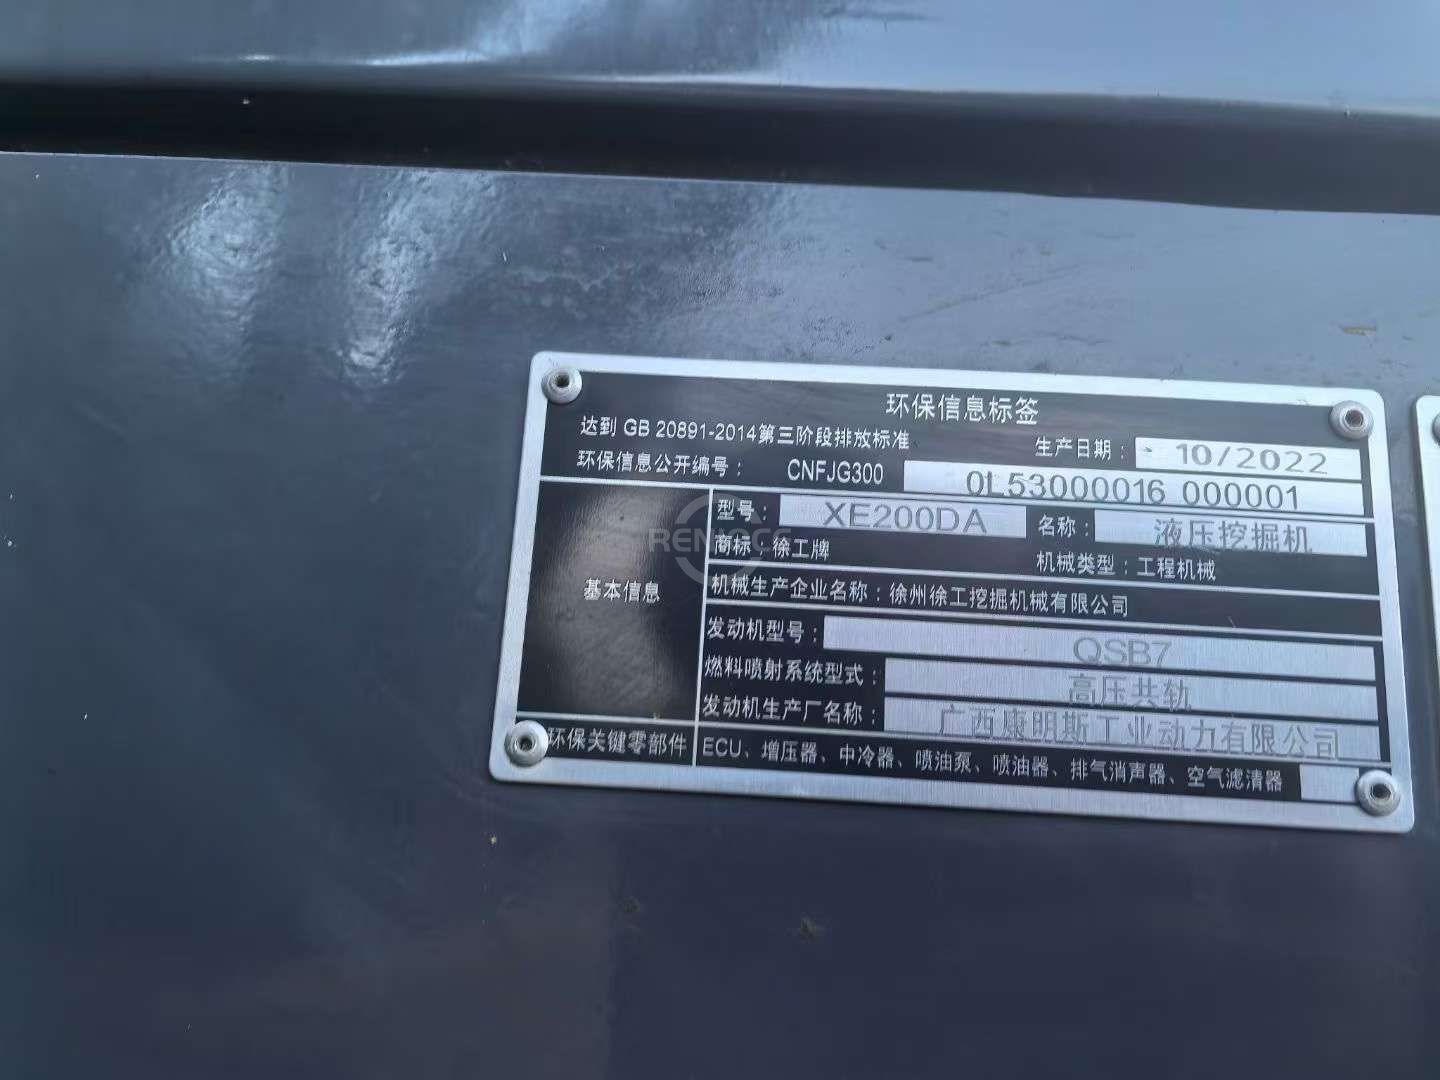 环保信息标签
达到 GB 20891-2014第三阶段排放标准 生产日期： 10/2022
环保信息公开编号： CNFJG300 0L53000016 000001
型号： XE200DA 名称： 液压挖掘机
商标：徐工牌 机械类型：工程机械
基本信息
机械生产企业名称：徐州徐工挖掘机械有限公司
发动机型号： QSB7
燃料喷射系统型式： 高压共轨
发动机生产厂名称： 广西康明斯工业动力有限公司
环保关键零部件 ECU、增压器、中冷器、喷油泵、喷油器、排气消声器、空气滤清器